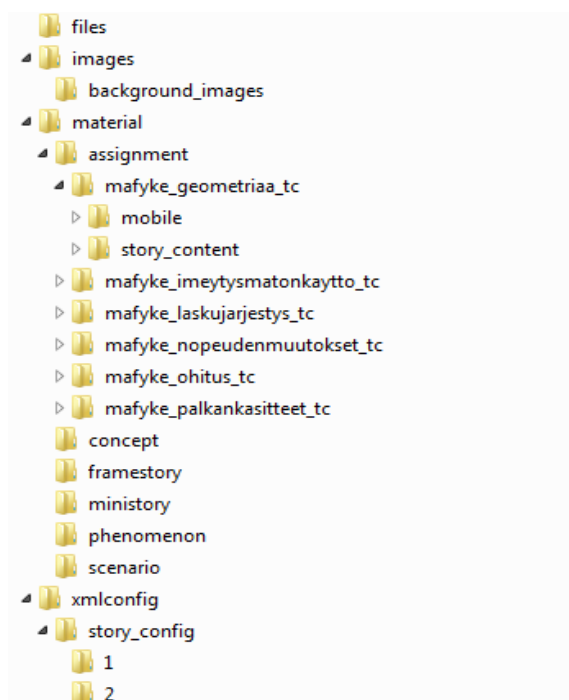 files
images
background_images
material
assignment
mafyke_geometriaa_tc
mobile
story_content
mafyke_imeytysmatonkaytto_tc
mafyke_laskujarjestys_tc
mafyke_nopeudenmuutokset_tc
mafyke_ohitus_tc
mafyke_palkankasitteet_tc
concept
framestory
ministory
phenomenon
scenario
xmlconfig
story_config
1
2